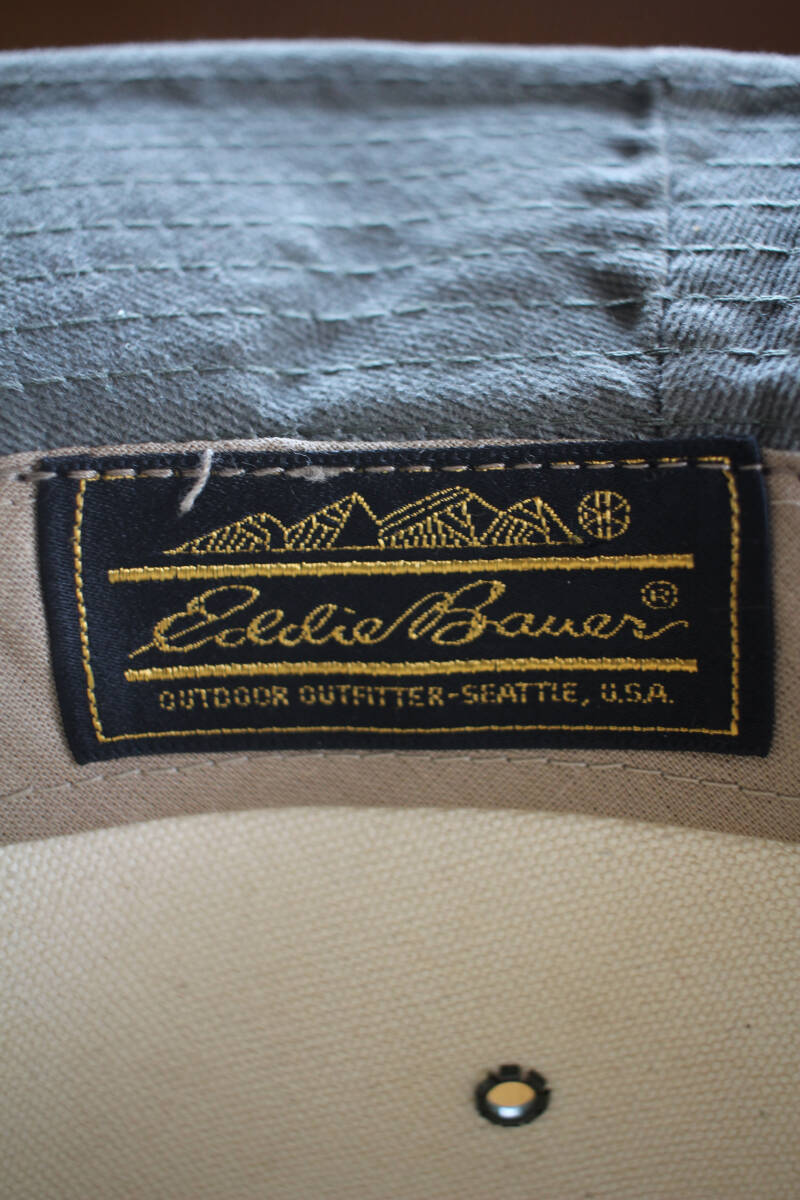 Eddie Bauer®
OUTDOOR OUTFITTER-SEATTLE, U.S.A.